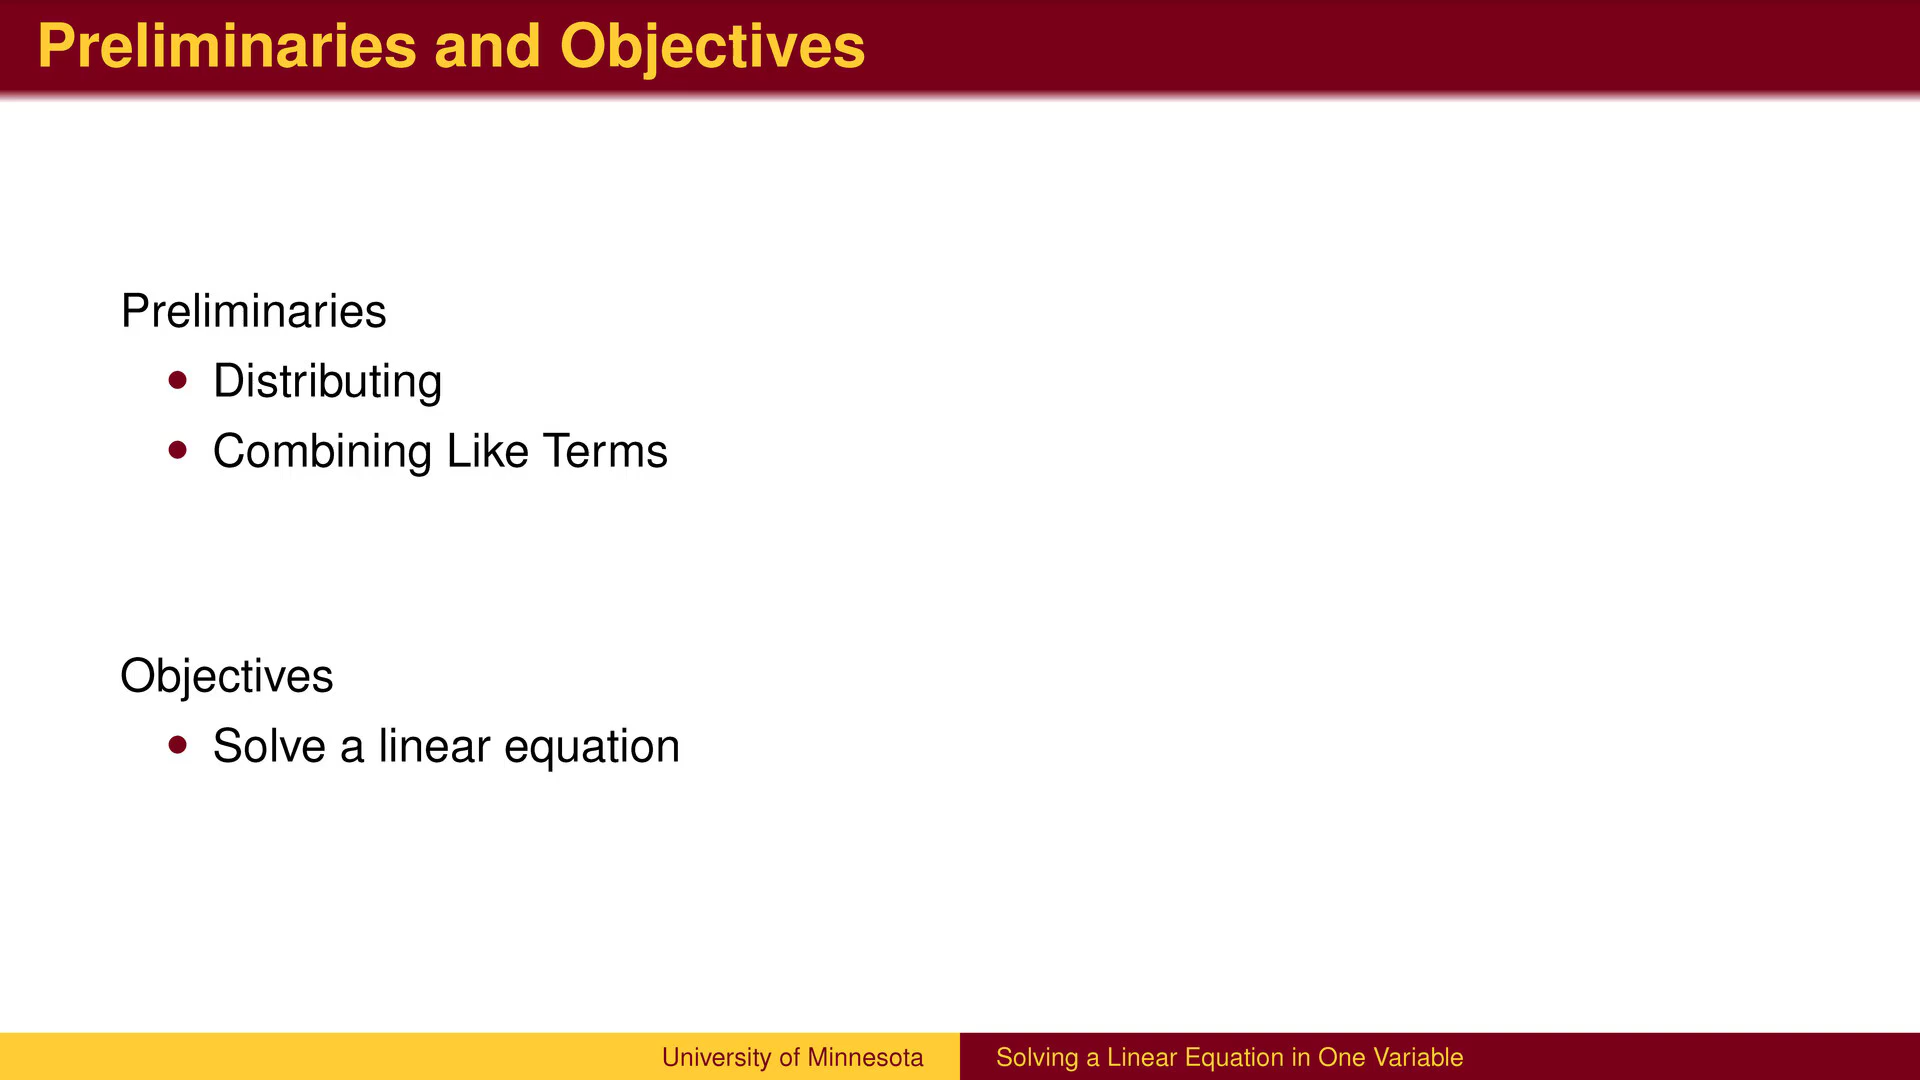 Preliminaries and Objectives
Preliminaries
• Distributing
• Combining Like Terms
Objectives
• Solve a linear equation
University of Minnesota
Solving a Linear Equation in One Variable